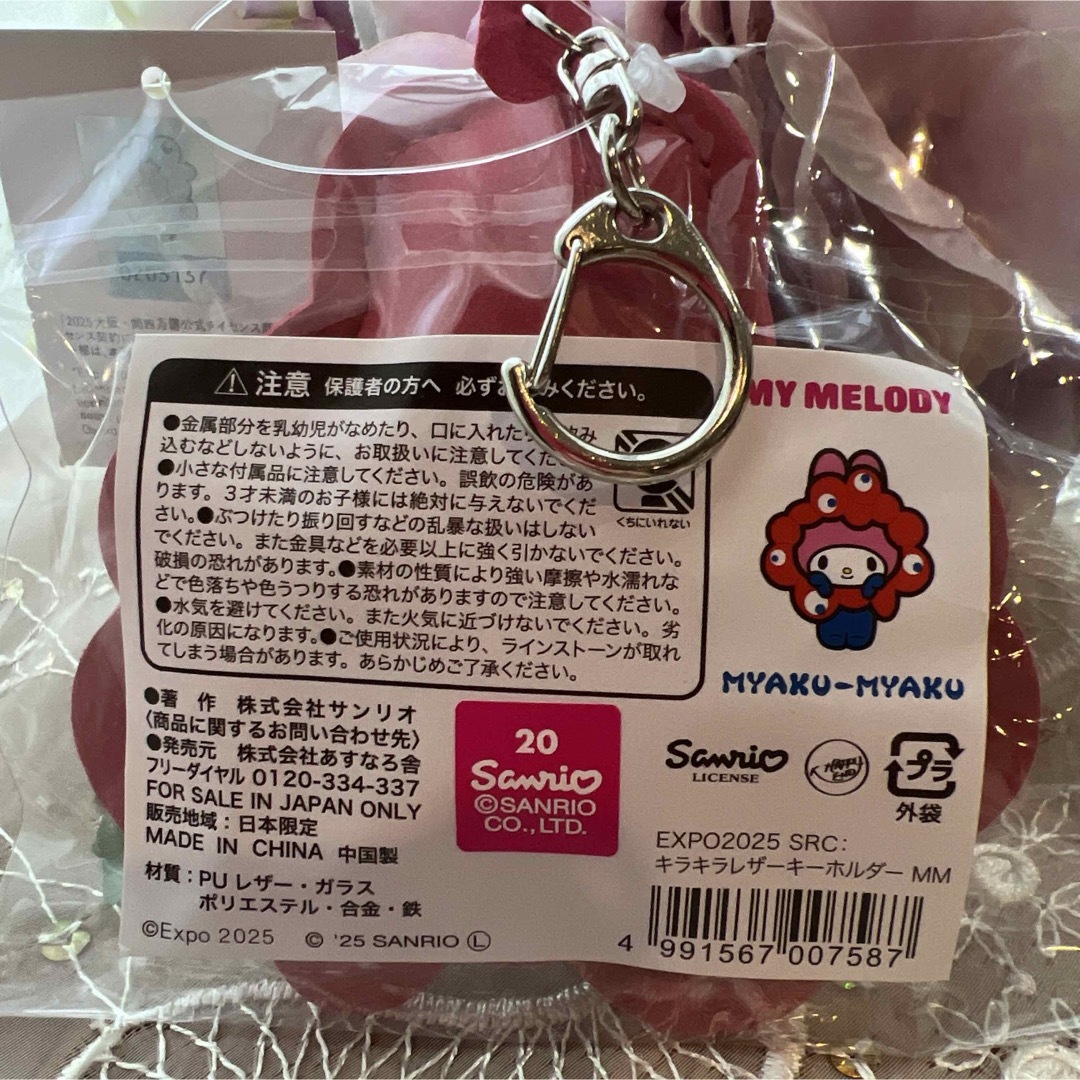 0205157
「2025大阪・関西万博公式ライセンス商
⚠注意 保護者の方へ 必ずお みください。
●金属部分を乳幼児がなめたり、口に入れたり
込むなどしないように、お取扱いに注意してくだ
●小さな付属品に注意してください。誤飲の危険があ
ります。3才未満のお子様には絶対に与えないでくだ
さい。●ぶつけたり振り回すなどの乱暴な扱いはしない
でください。また金具などを必要以上に強く引かないでください。
破損の恐れがあります。●素材の性質により強い摩擦や水濡れな
どで色落ちや色うつりする恐れがありますので注意してください。
●水気を避けてください。また火気に近づけないでください。劣
化の原因になります。●ご使用状況により、ラインストーンが取れ
てしまう場合があります。あらかじめご了承ください。
くちにいれない
MY MELODY
MYAKU-MYAKU
●著 作 株式会社サンリオ
〈商品に関するお問い合わせ先〉
●発売元 株式会社あすなろ舎
フリーダイヤル 0120-334-337
FOR SALE IN JAPAN ONLY
販売地域：日本限定
MADE IN CHINA 中国製
材質：PU レザー・ガラス
ポリエステル・合金・鉄
©Expo 2025 © '25 SANRIO Ⓛ
20
Sanrio
©SANRIO
CO., LTD.
Sanrio
LICENSE
HAPPY
END
プラ
外袋
EXPO2025 SRC：
キラキラレザーキーホルダー MM
4 991567 007587